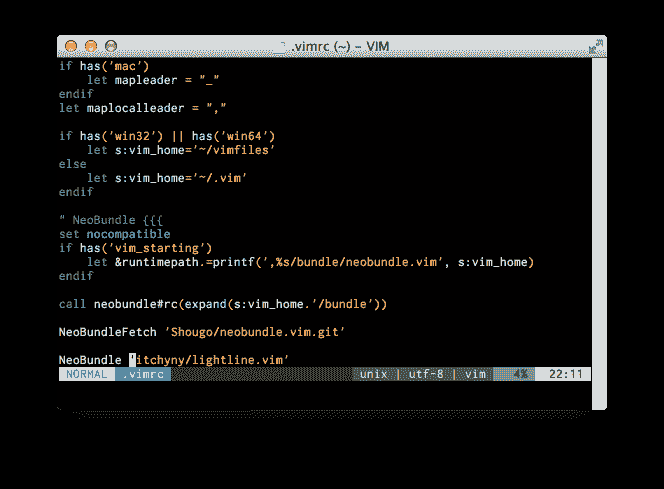 .vimrc (~) - VIM
if has('mac')
    let mapleader = "_"
endif
let maplocalleader = ","

if has('win32') || has('win64')
    let s:vim_home='~/vimfiles'
else
    let s:vim_home='~/.vim'
endif

" NeoBundle {{{
set nocompatible
if has('vim_starting')
    let &runtimepath.=printf(',%s/bundle/neobundle.vim', s:vim_home)
endif

call neobundle#rc(expand(s:vim_home.'/bundle'))

NeoBundleFetch 'Shougo/neobundle.vim.git'

NeoBundle 'itchyny/lightline.vim'
NORMAL .vimrc unix | utf-8 | vim 4% 22:11